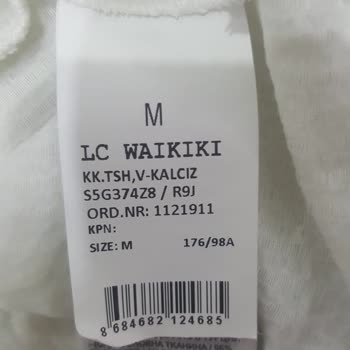 M
LC WAIKIKI
KK.TSH,V-KALCIZ
S5G374Z8 / R9J
ORD.NR: 1121911
KPN:
SIZE: M 176/98A
8 684682 124685